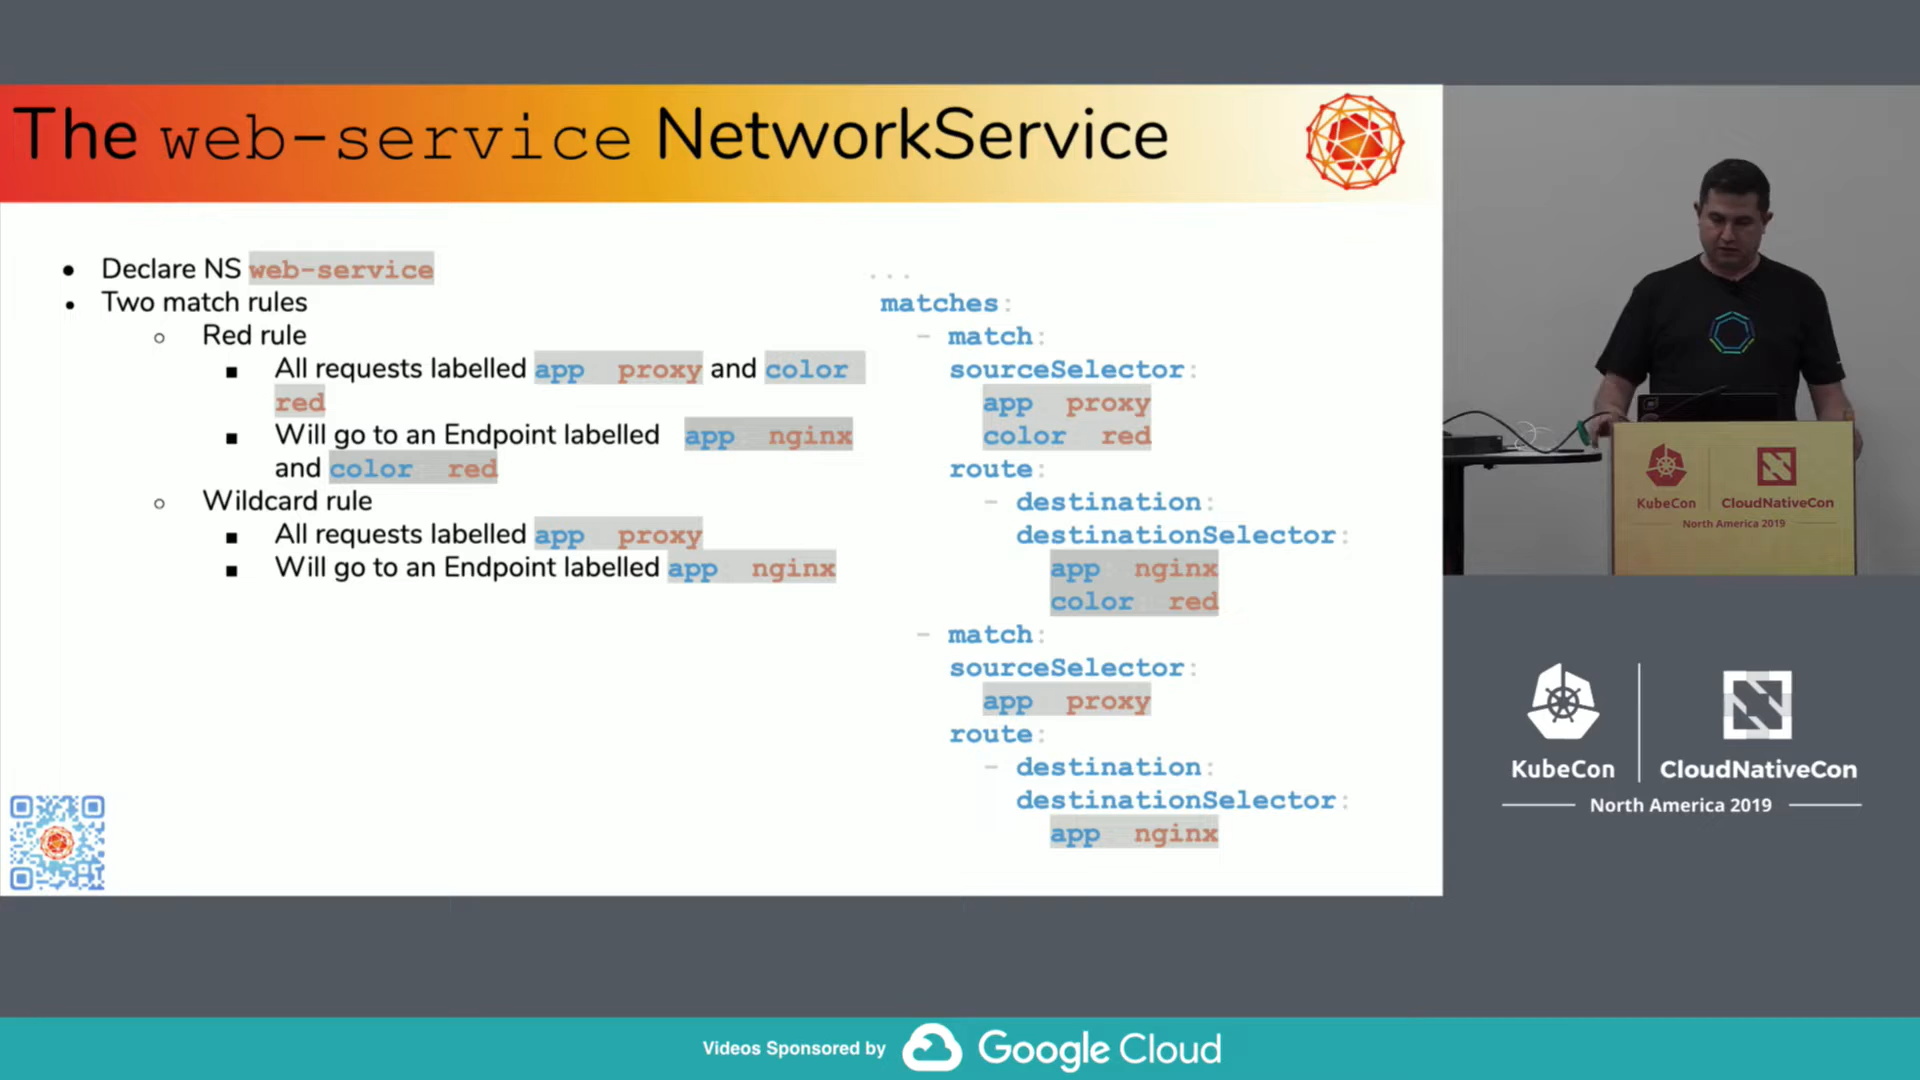 The web-service NetworkService
• Declare NS web-service
• Two match rules
○ Red rule
■ All requests labelled app proxy and color
red
■ Will go to an Endpoint labelled app nginx
and color red
○ Wildcard rule
■ All requests labelled app proxy
■ Will go to an Endpoint labelled app nginx
...
matches:
- match:
sourceSelector:
app proxy
color red
route:
- destination:
destinationSelector:
app nginx
color red
- match:
sourceSelector:
app proxy
route:
- destination:
destinationSelector:
app nginx
KubeCon
CloudNativeCon
North America 2019
KubeCon
CloudNativeCon
North America 2019
Videos Sponsored by Google Cloud